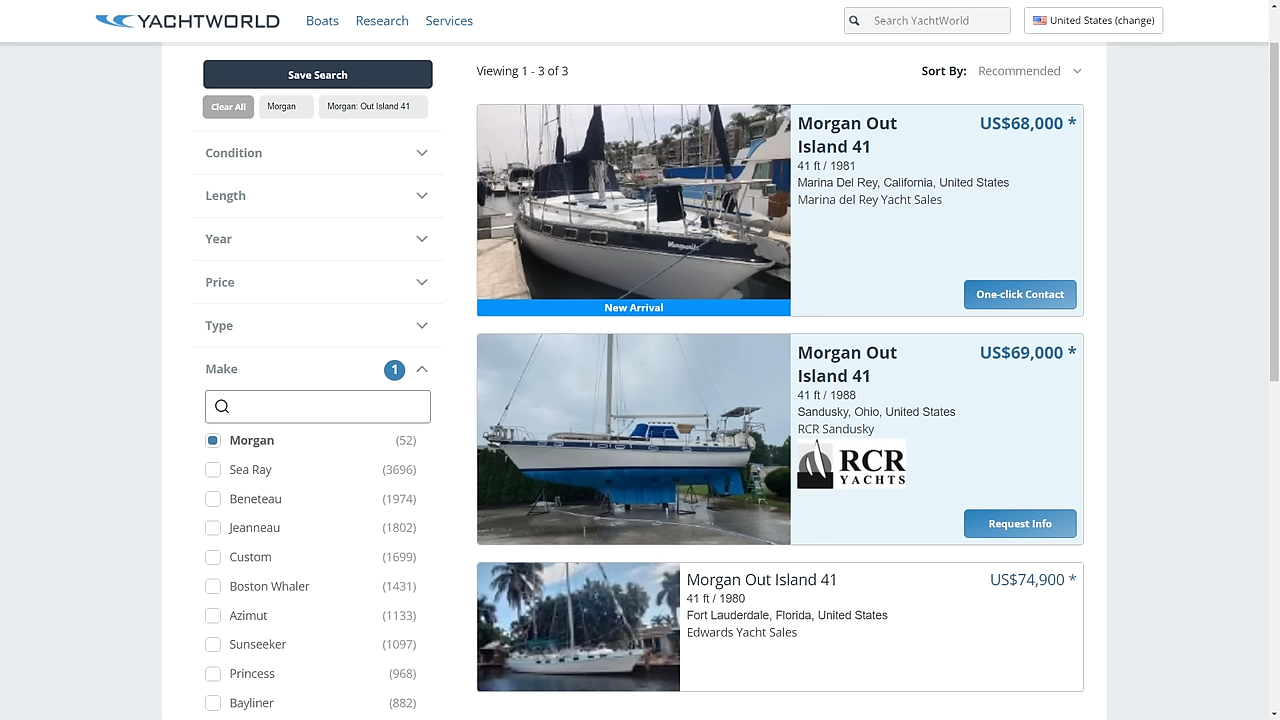 YACHTWORLD
Boats
Research
Services
Search YachtWorld
United States (change)
Save Search
Clear All
Morgan
Morgan: Out Island 41
Condition
Length
Year
Price
Type
Make
1
Morgan (52)
Sea Ray (3696)
Beneteau (1974)
Jeanneau (1802)
Custom (1699)
Boston Whaler (1431)
Azimut (1133)
Sunseeker (1097)
Princess (968)
Bayliner (882)
Viewing 1 - 3 of 3
Sort By: Recommended
New Arrival
Morgan Out
Island 41
US$68,000 *
41 ft / 1981
Marina Del Rey, California, United States
Marina del Rey Yacht Sales
One-click Contact
Morgan Out
Island 41
US$69,000 *
41 ft / 1988
Sandusky, Ohio, United States
RCR Sandusky
RCR
YACHTS
Request Info
Morgan Out Island 41
US$74,900 *
41 ft / 1980
Fort Lauderdale, Florida, United States
Edwards Yacht Sales